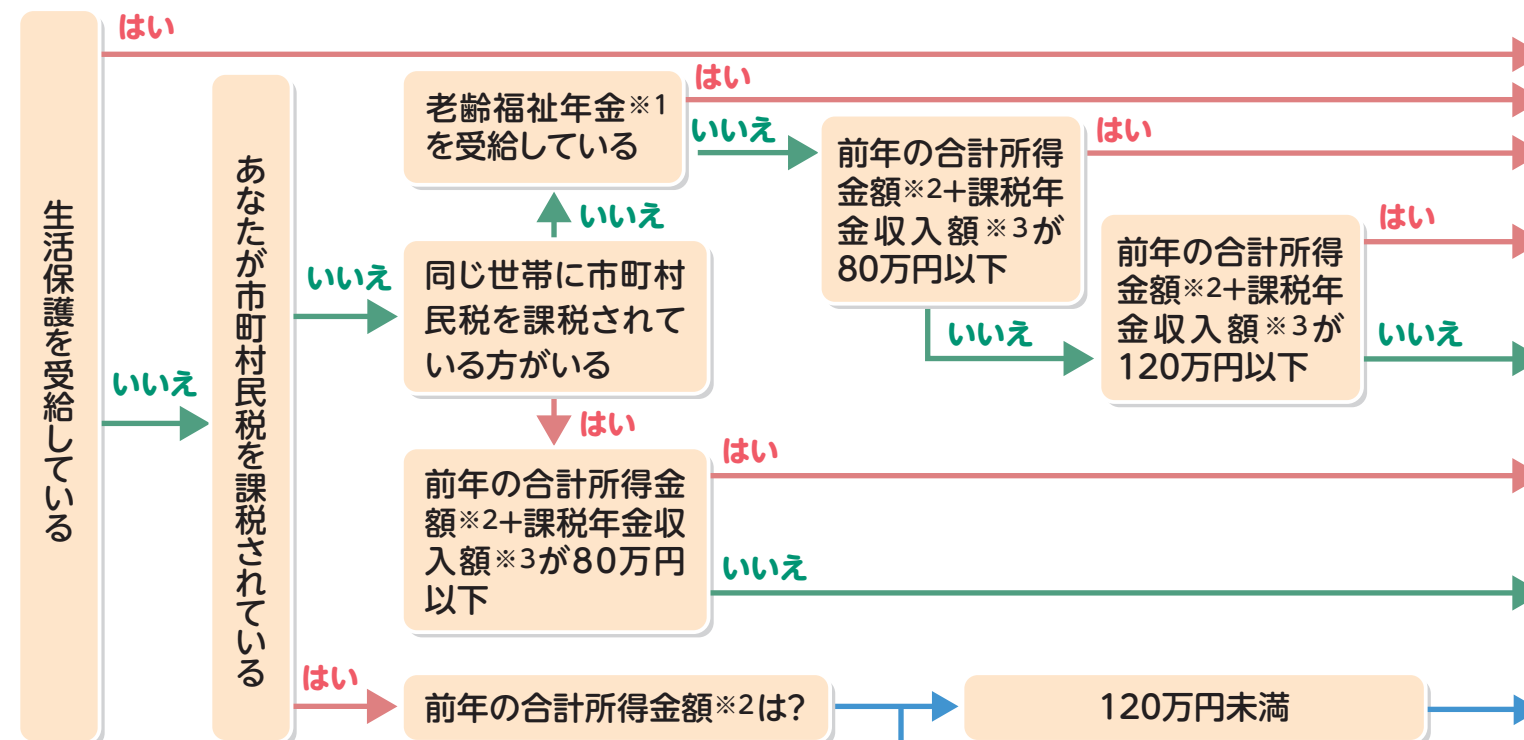 はい
生活保護を受給している
いいえ
あなたが市町村民税を課税されている
いいえ
老齢福祉年金※1
を受給している
はい
いいえ
いいえ
同じ世帯に市町村
民税を課税されて
いる方がいる
はい
前年の合計所得
金額※2+課税年
金収入額※3が
80万円以下
はい
いいえ
前年の合計所得
金額※2+課税年
金収入額※3が
120万円以下
はい
いいえ
前年の合計所得金
額※2+課税年金収
入額※3が80万円
以下
はい
いいえ
はい
前年の合計所得金額※2は?
120万円未満